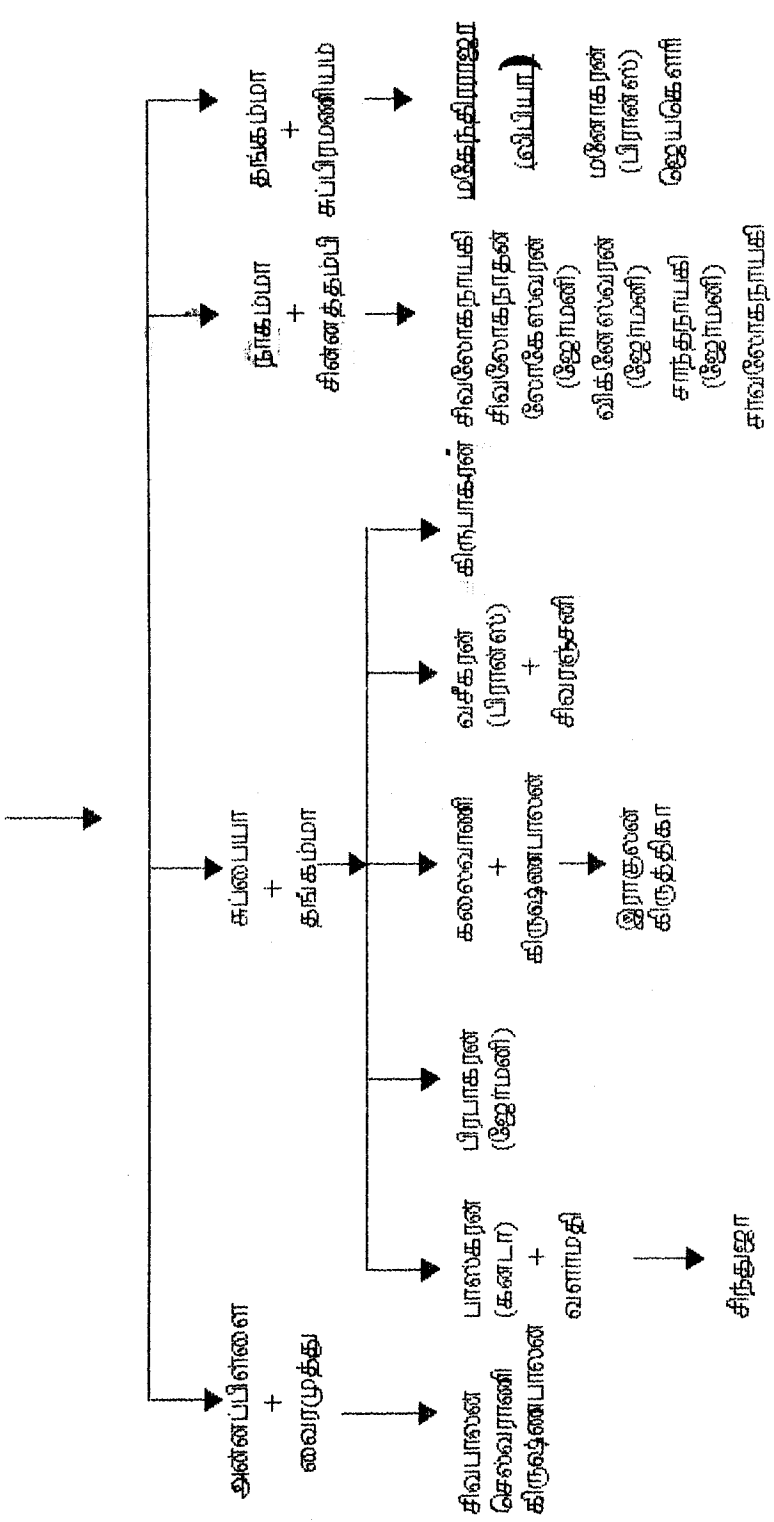 அன்னப்பிள்ளை
+
வைரமுத்து
சிவபாலன்
செல்வராணி
கிருஷ்ணபாலன்
சுப்பையா
+
தங்கம்மா
பாஸ்கரன்
(கனடா)
+
வளர்மதி
சிந்துஜா
பிரபாகரன்
(ஜேர்மனி)
கலைவாணி
+
கிருஷ்ணபாலன்
இராகுலன்
கிருத்திகா
வசீகரன்
(பிரான்ஸ்)
+
சிவரஞ்சனி
கிருபாகரன்
நாகம்மா
+
சின்னத்தம்பி
சிவலோகநாயகி
சிவலோகநாதன்
லோகேஸ்வரன்
(ஜேர்மனி)
விக்னேஸ்வரன்
(ஜேர்மனி)
சாந்தநாயகி
(ஜேர்மனி)
சர்வலோகநாயகி
தங்கம்மா
+
சுப்பிரமணியம்
மகேந்திரராஜா
(லிபியா)
மனோகரன்
(பிரான்ஸ்)
ஜெயகௌரி